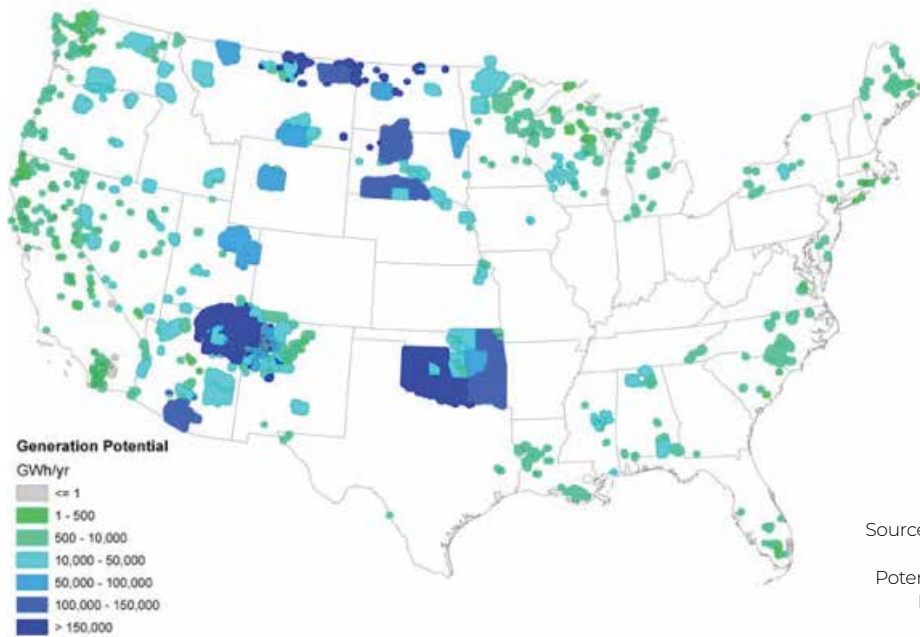 Generation Potential
GWh/yr
<= 1
1 - 500
500 - 10,000
10,000 - 50,000
50,000 - 100,000
100,000 - 150,000
> 150,000
Source
Poten